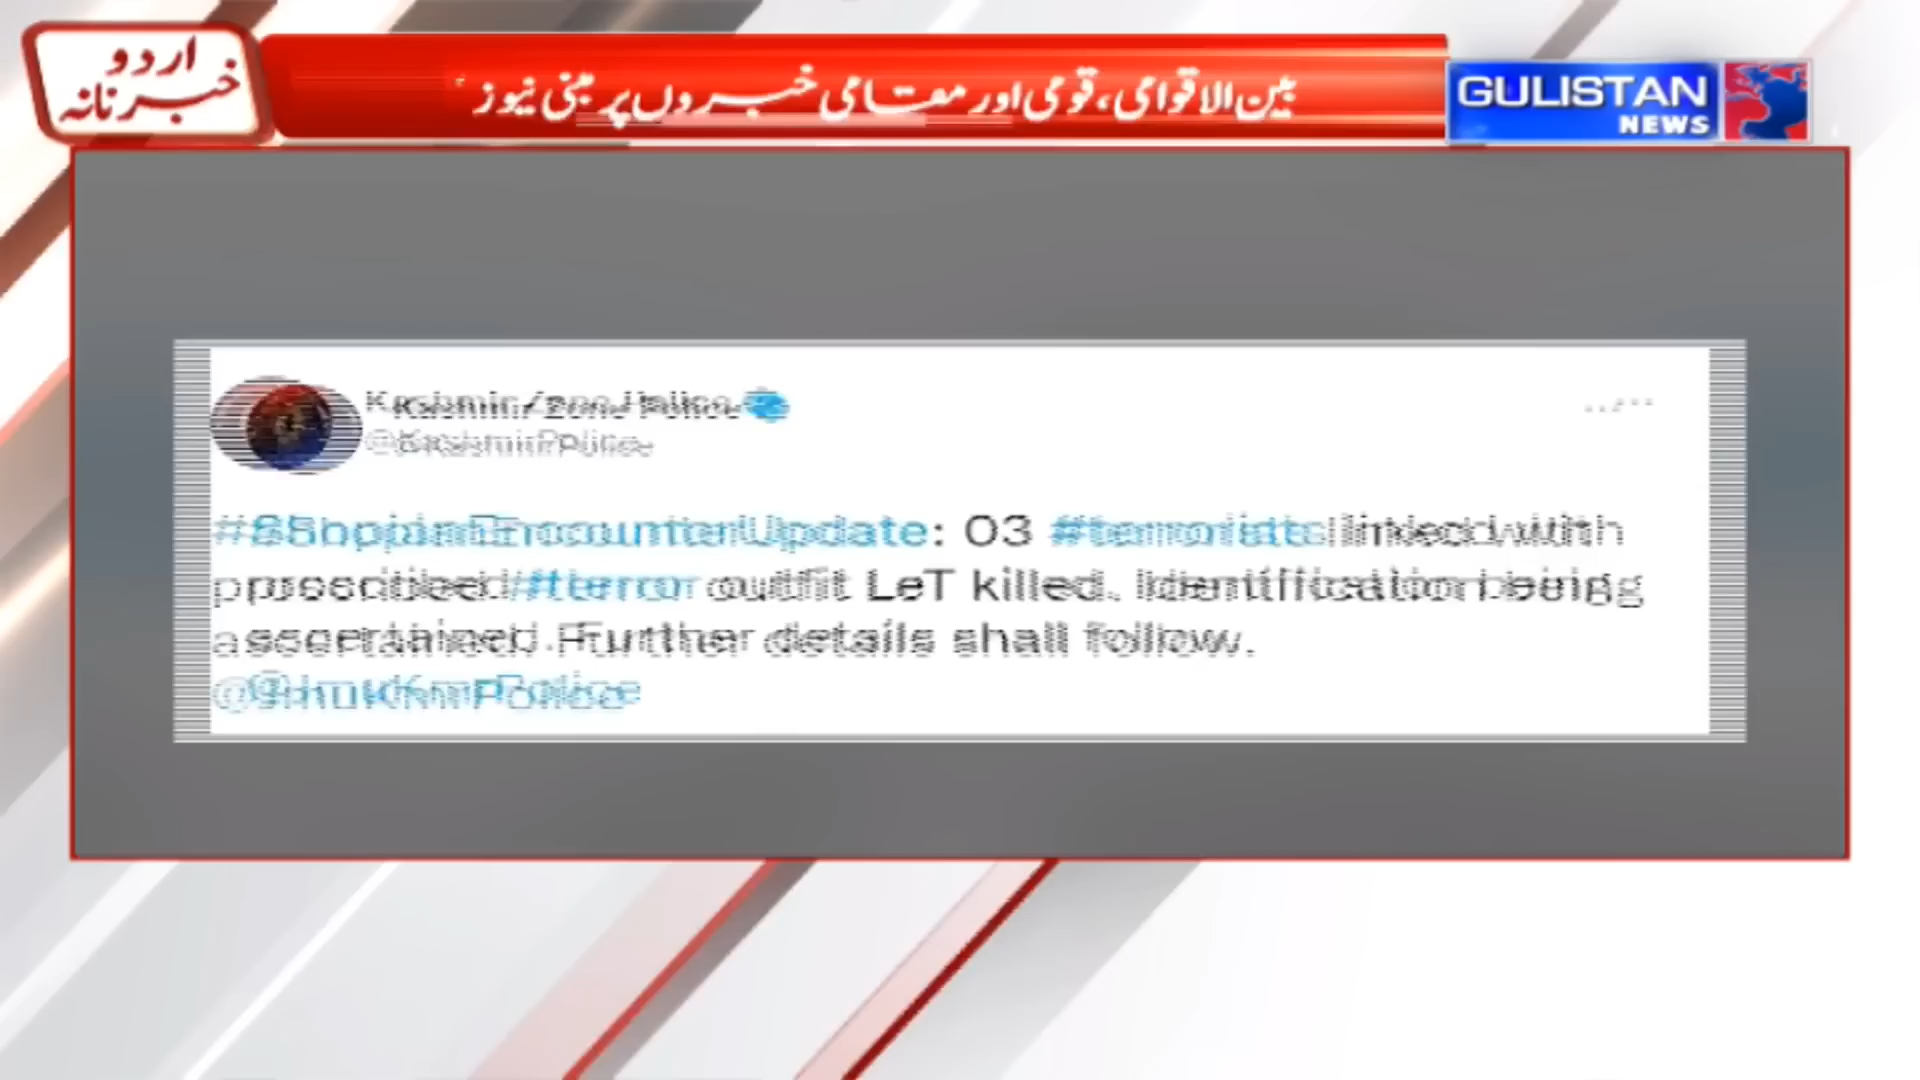 اردو
خبرنانہ
بین الاقوامی، قومی اور مقامی خبروں پر مبنی نیوز
GULISTAN
NEWS
Kashmir Zone Police
@KashmirPolice
#ShopianEncounterUpdate: 03 #terrorists linked with
proscribed #terror outfit LeT killed. Identification being
ascertained. Further details shall follow.
@JmuKmrPolice